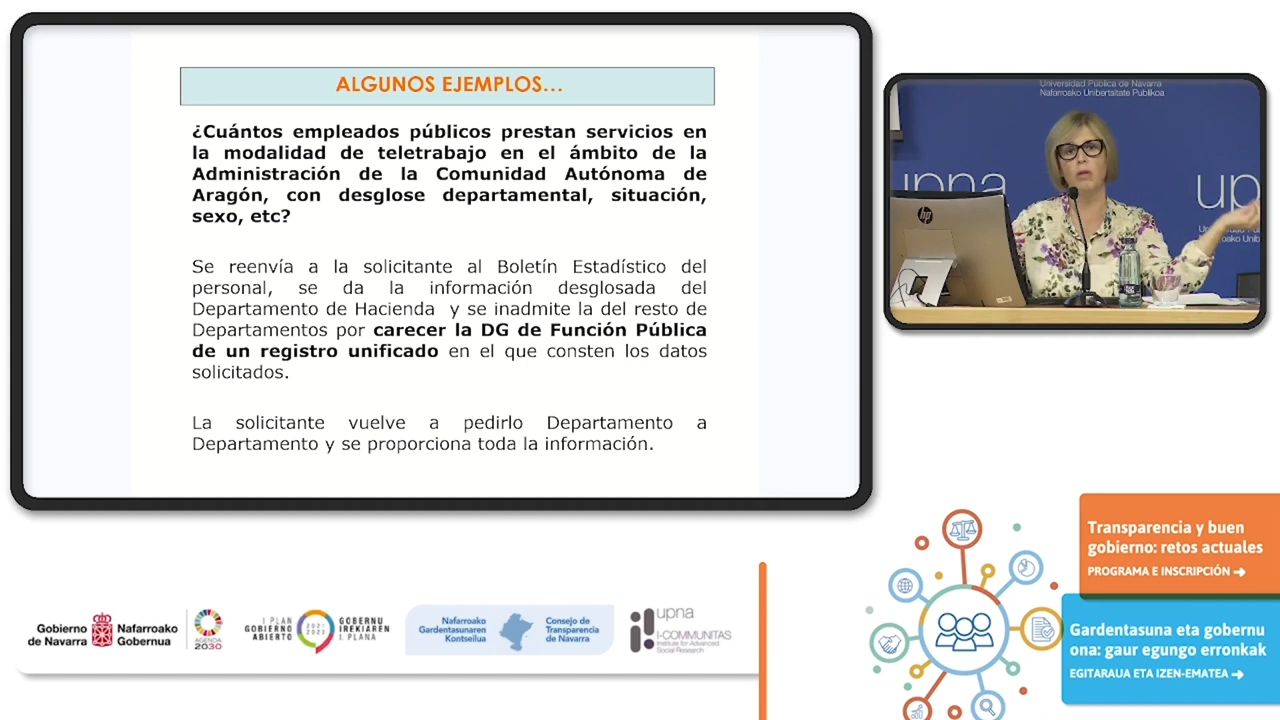 ALGUNOS EJEMPLOS...
¿Cuántos empleados públicos prestan servicios en
la modalidad de teletrabajo en el ámbito de la
Administración de la Comunidad Autónoma de
Aragón, con desglose departamental, situación,
sexo, etc?
Se reenvía a la solicitante al Boletín Estadístico del
personal, se da la información desglosada del
Departamento de Hacienda y se inadmite la del resto de
Departamentos por carecer la DG de Función Pública
de un registro unificado en el que consten los datos
solicitados.
La solicitante vuelve a pedirlo Departamento a
Departamento y se proporciona toda la información.
Universidad Pública de Navarra
Nafarroako Unibertsitate Publikoa
upna
up
hp
Transparencia y buen
gobierno: retos actuales
PROGRAMA E INSCRIPCIÓN ➜
Gardentasuna eta gobernu
ona: gaur egungo erronkak
EGITARAUA ETA IZEN-EMATEA ➜
Gobierno
de Navarra
Nafarroako
Gobernua
AGENDA
2030
I PLAN
GOBIERNO
ABIERTO
2021
2023
GOBERNU
IREKIAREN
I. PLANA
Nafarroako
Gardentasunaren
Kontseilua
Consejo de
Transparencia
de Navarra
upna
I-COMMUNITAS
Institute for Advanced
Social Research